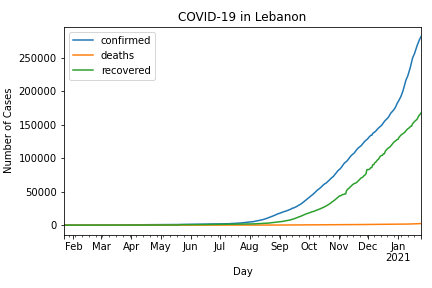 COVID-19 in Lebanon
confirmed
deaths
recovered
Number of Cases
250000
200000
150000
100000
50000
0
Feb Mar Apr May Jun Jul Aug Sep Oct Nov Dec Jan
2021
Day